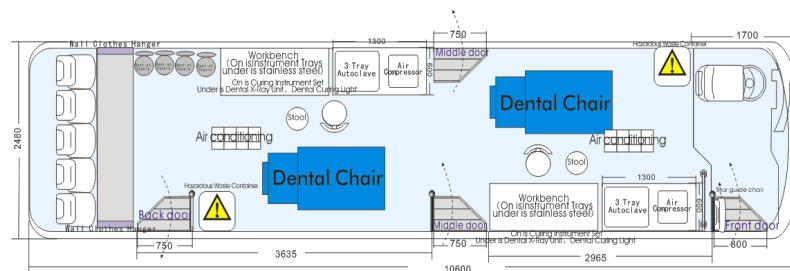 750
1700
Wall Clothes Hanger
1300
Middle door
Hazardous Waste Container
Workbench
(On isInstrument Trays
under is stainless steel)
3 Tray
Autoclave
Air
Compressor
600
On is Curing Instrument Set
Under is Dental X-Ray Unit、Dental Curing Light
Dental Chair
Stool
Air conditioning
Air conditioning
2480
Stool
Dental Chair
Hazardous Waste Container
1300
Tour guide chair
Workbench
(On isInstrument Trays
under is stainless steel)
3 Tray
Autoclave
Air
Compressor
600
Back door
Middle door
Front door
Wall Clothes Hanger
On is Curing Instrument Set
Under is Dental X-Ray Unit、Dental Curing Light
750
750
800
3635
2965
10600